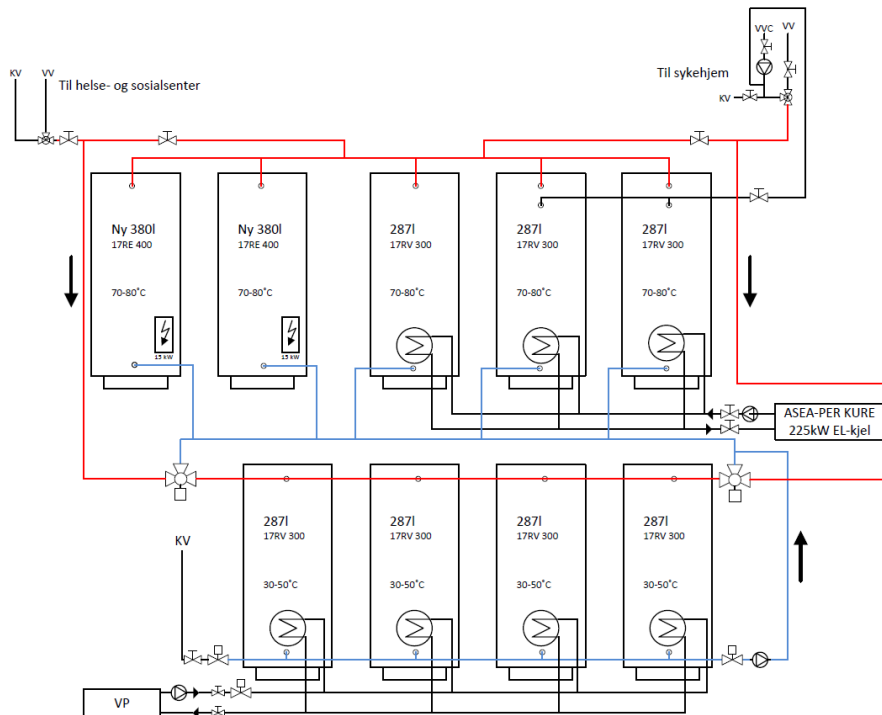 VVC
VV
KV
VV
Til helse- og sosialsenter
Til sykehjem
KV
Ny 380l
17RE 400
70-80°C
15 kW
Ny 380l
17RE 400
70-80°C
15 kW
287l
17RV 300
70-80°C
287l
17RV 300
70-80°C
287l
17RV 300
70-80°C
ASEA-PER KURE
225kW EL-kjel
287l
17RV 300
30-50°C
287l
17RV 300
30-50°C
287l
17RV 300
30-50°C
287l
17RV 300
30-50°C
KV
VP